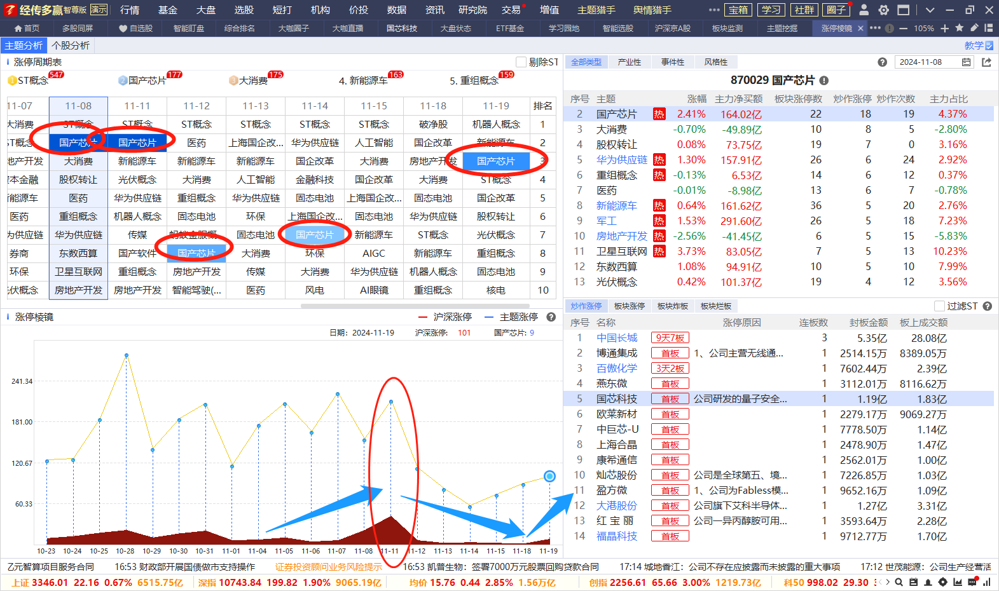 经传多赢 智尊版 演示 行情 基金 大盘 选股 短打 机构 价投 数据 资讯 研究院 交易 增值 主题猎手 舆情猎手 宝箱 学习 社群 圈子
首页 多股同屏 自选股 智能盯盘 综合排名 大咖圈子 大咖直播 国芯科技 大盘状态 ETF基金 学习园地 智能选股 沪深京A股 板块监测 主题挖掘 涨停棱镜 105%
主题分析 个股分析 教学
涨停周期表 剔除ST
1 ST概念 547 2 国产芯片 177 3 大消费 175 4. 新能源车 163 5. 重组概念 159
11-07 11-08 11-11 11-12 11-13 11-14 11-15 11-18 11-19 排名
大消费 ST概念 ST概念 ST概念 ST概念 ST概念 ST概念 破净股 机器人概念 1
ST概念 国产芯片 国产芯片 医药 上海国企改... 华为供应链 人工智能 国企改革 新能源车 2
地产开发 大消费 新能源车 新能源车 新能源车 国企改革 大消费 房地产开发 国产芯片 3
资本金融 股权转让 光伏概念 大消费 人工智能 金融科技 国企改革 大消费 ST概念 4
新能源车 医药 华为供应链 重组概念 华为供应链 固态电池 上海国企改... 固态电池 国企改革 5
医药 重组概念 机器人概念 固态电池 环保 上海国企改... 固态电池 华为供应链 股权转让 6
华为供应链 华为供应链 传媒 蚂蚁金服概 固态电池 国产芯片 新能源车 ST概念 光伏概念 7
券商 东数西算 国产软件 国产芯片 大消费 环保 AIGC 新能源车 重组概念 8
环保 卫星互联网 重组概念 房地产开发 传媒 大消费 华为供应链 机器人概念 固态电池 9
光伏概念 房地产开发 房地产开发 智能驾驶(... 医药 风电 AI眼镜 重组概念 核电 10
涨停棱镜 沪深涨停 主题涨停
日期: 2024-11-19 沪深涨停: 101 国产芯片: 9
241.34
181.00
120.67
60.33
10-23 10-24 10-25 10-28 10-29 10-30 10-31 11-01 11-04 11-05 11-06 11-07 11-08 11-11 11-12 11-13 11-14 11-15 11-18 11-19
全部类型 产业性 事件性 风格性 2024-11-08
870029 国产芯片
序号 主题 涨幅 主力净买额 板块涨停数 炒作涨停 炒作次数 主力占比
2 国产芯片 热 2.41% 164.02亿 22 18 19 4.37%
3 大消费 -0.70% -49.89亿 10 8 5 -2.80%
4 股权转让 0.08% 73.75亿 19 7 0 3.16%
5 华为供应链 热 1.30% 157.91亿 26 6 24 2.92%
6 重组概念 热 -0.13% 6.53亿 14 6 12 0.37%
7 医药 -0.01% -8.98亿 13 6 7 -0.78%
8 新能源车 热 0.64% 161.62亿 36 5 20 2.76%
9 军工 热 1.53% 291.60亿 26 5 18 7.23%
10 房地产开发 热 -2.56% -41.45亿 6 5 15 -5.83%
11 卫星互联网 热 3.73% 83.05亿 7 5 13 10.23%
12 东数西算 1.08% 94.91亿 10 5 10 7.99%
13 光伏概念 0.42% 101.37亿 19 4 12 3.56%
炒作涨停 板块涨停 板块炸板 板块烂板 过滤ST
序号 名称 涨停原因 连板数 封板金额 板上成交额
1 中国长城 9天7板 3 5.35亿 28.08亿
2 博通集成 首板 1、公司主营无线通... 1 2514.15万 8389.05万
3 百傲化学 3天2板 1 7602.44万 2.39亿
4 燕东微 首板 1 3112.01万 8116.62万
5 国芯科技 首板 公司研发的量子安全... 1 1.19亿 1.83亿
6 欧莱新材 首板 1 2279.17万 9069.27万
7 中巨芯-U 首板 1 7778.50万 1.14亿
8 上海合晶 首板 1 2478.90万 1.47亿
9 康希通信 首板 1 2562.01万 1.00亿
10 灿芯股份 首板 公司是全球第五、境... 1 7226.85万 1.03亿
11 盈方微 首板 1、公司为Fabless模... 1 9652.16万 1.09亿
12 大港股份 首板 公司旗下艾科半导体... 1 1.27亿 3.31亿
13 红 宝 丽 首板 公司一异丙醇胺可用... 1 3593.64万 2.28亿
14 福晶科技 首板 1 9712.77万 1.70亿
亿元智算项目服务合同 16:53 财政部开展国债做市支持操作 证券投资顾问业务风险提示 16:53 凯普生物：签署7000万元股票回购贷款合同 17:14 城地香江：公司不存在应披露而未披露的重大事项 17:12 世茂能源：公司生产经营活
上证 3346.01 22.16 0.67% 6515.75亿 深指 10743.84 199.82 1.90% 9065.19亿 均价 15.76 0.44 2.85% 1.56万亿 创指 2256.61 65.66 3.00% 1219.73亿 科50 998.02 29.30